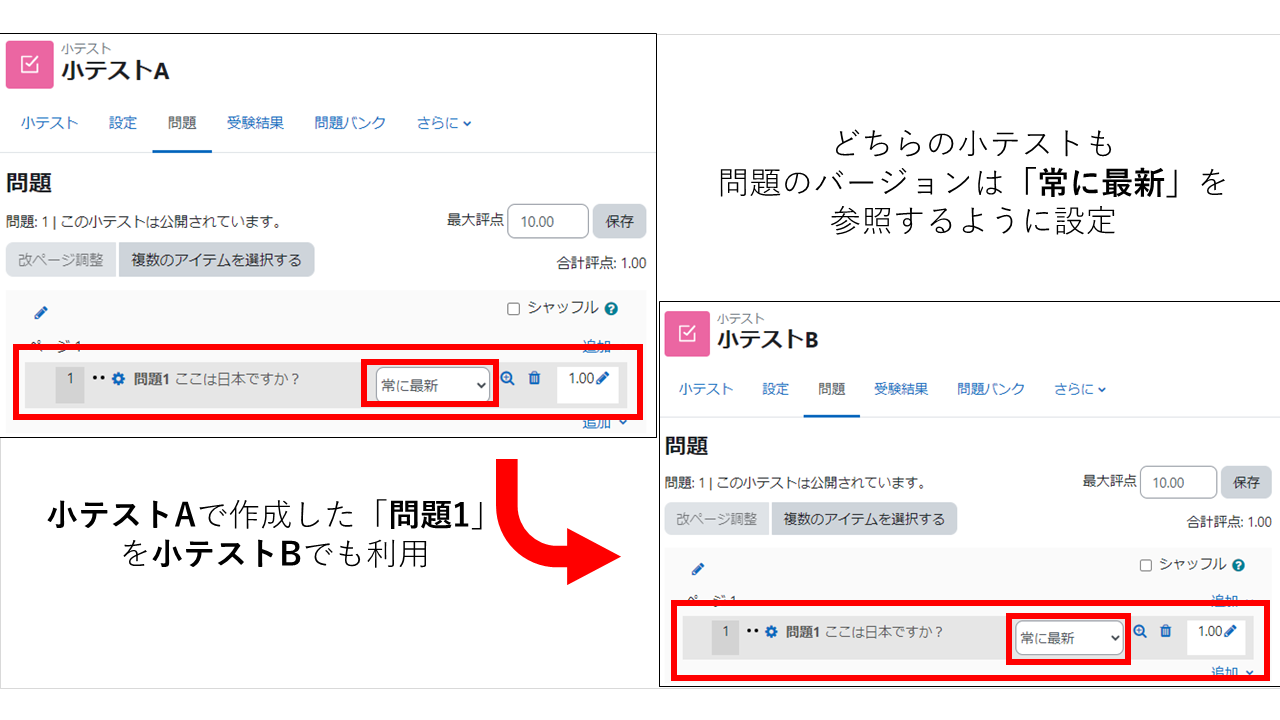 小テスト
小テストA
小テスト 設定 問題 受験結果 問題バンク さらに
問題
問題: 1 | この小テストは公開されています。
最大評点 10.00 保存
改ページ調整 複数のアイテムを選択する
合計評点: 1.00
シャッフル
ページ 1
追加
1 問題1 ここは日本ですか？ 常に最新 1.00
追加
どちらの小テストも
問題のバージョンは「常に最新」を
参照するように設定
小テストAで作成した「問題1」
を小テストBでも利用
小テスト
小テストB
小テスト 設定 問題 受験結果 問題バンク さらに
問題
問題: 1 | この小テストは公開されています。
最大評点 10.00 保存
改ページ調整 複数のアイテムを選択する
合計評点: 1.00
シャッフル
ページ 1
追加
1 問題1 ここは日本ですか？ 常に最新 1.00
追加